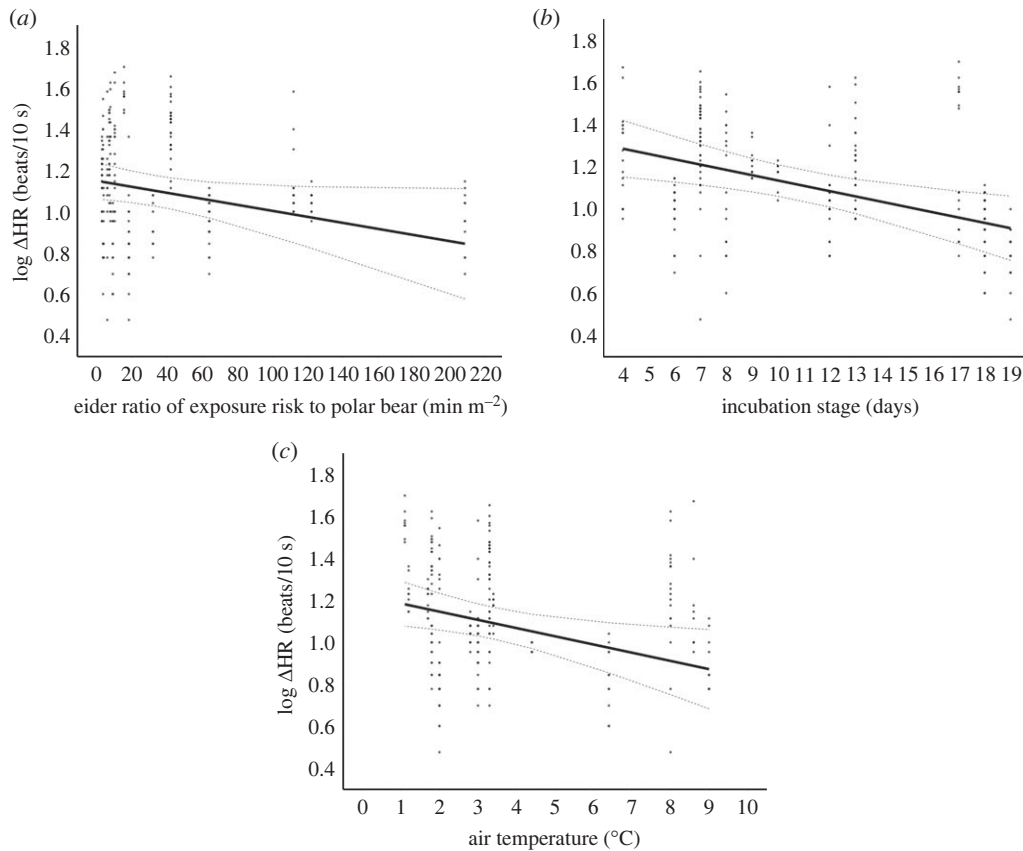 (a)
1.8
1.6
1.4
1.2
1.0
0.8
0.6
0.4
log ΔHR (beats/10 s)
0 20 40 60 80 100 120 140 160 180 200 220
eider ratio of exposure risk to polar bear (min m⁻²)
(b)
1.8
1.6
1.4
1.2
1.0
0.8
0.6
0.4
4 5 6 7 8 9 10 11 12 13 14 15 16 17 18 19
incubation stage (days)
(c)
1.8
1.6
1.4
1.2
1.0
0.8
0.6
0.4
log ΔHR (beats/10 s)
0 1 2 3 4 5 6 7 8 9 10
air temperature (°C)